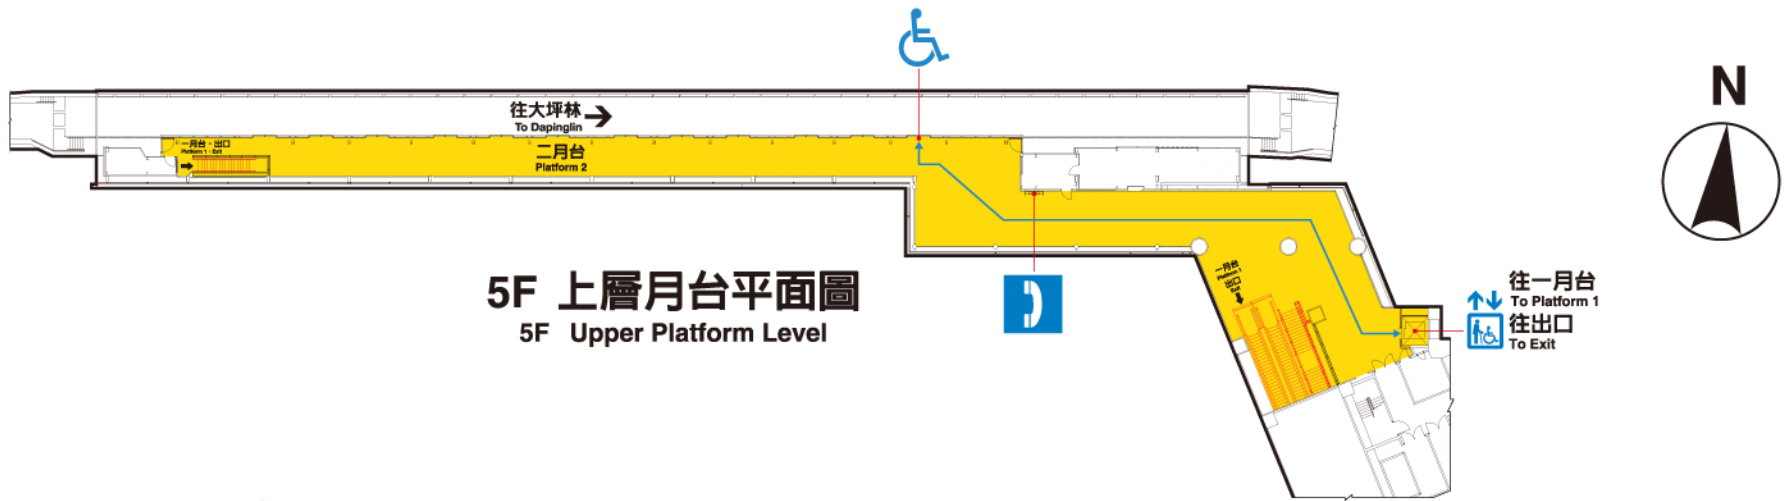 N
往大坪林
To Dapinglin
一月台・出口
Platform 1・Exit
二月台
Platform 2
一月台
Platform 1
出口
Exit
5F 上層月台平面圖
5F Upper Platform Level
往一月台
To Platform 1
往出口
To Exit